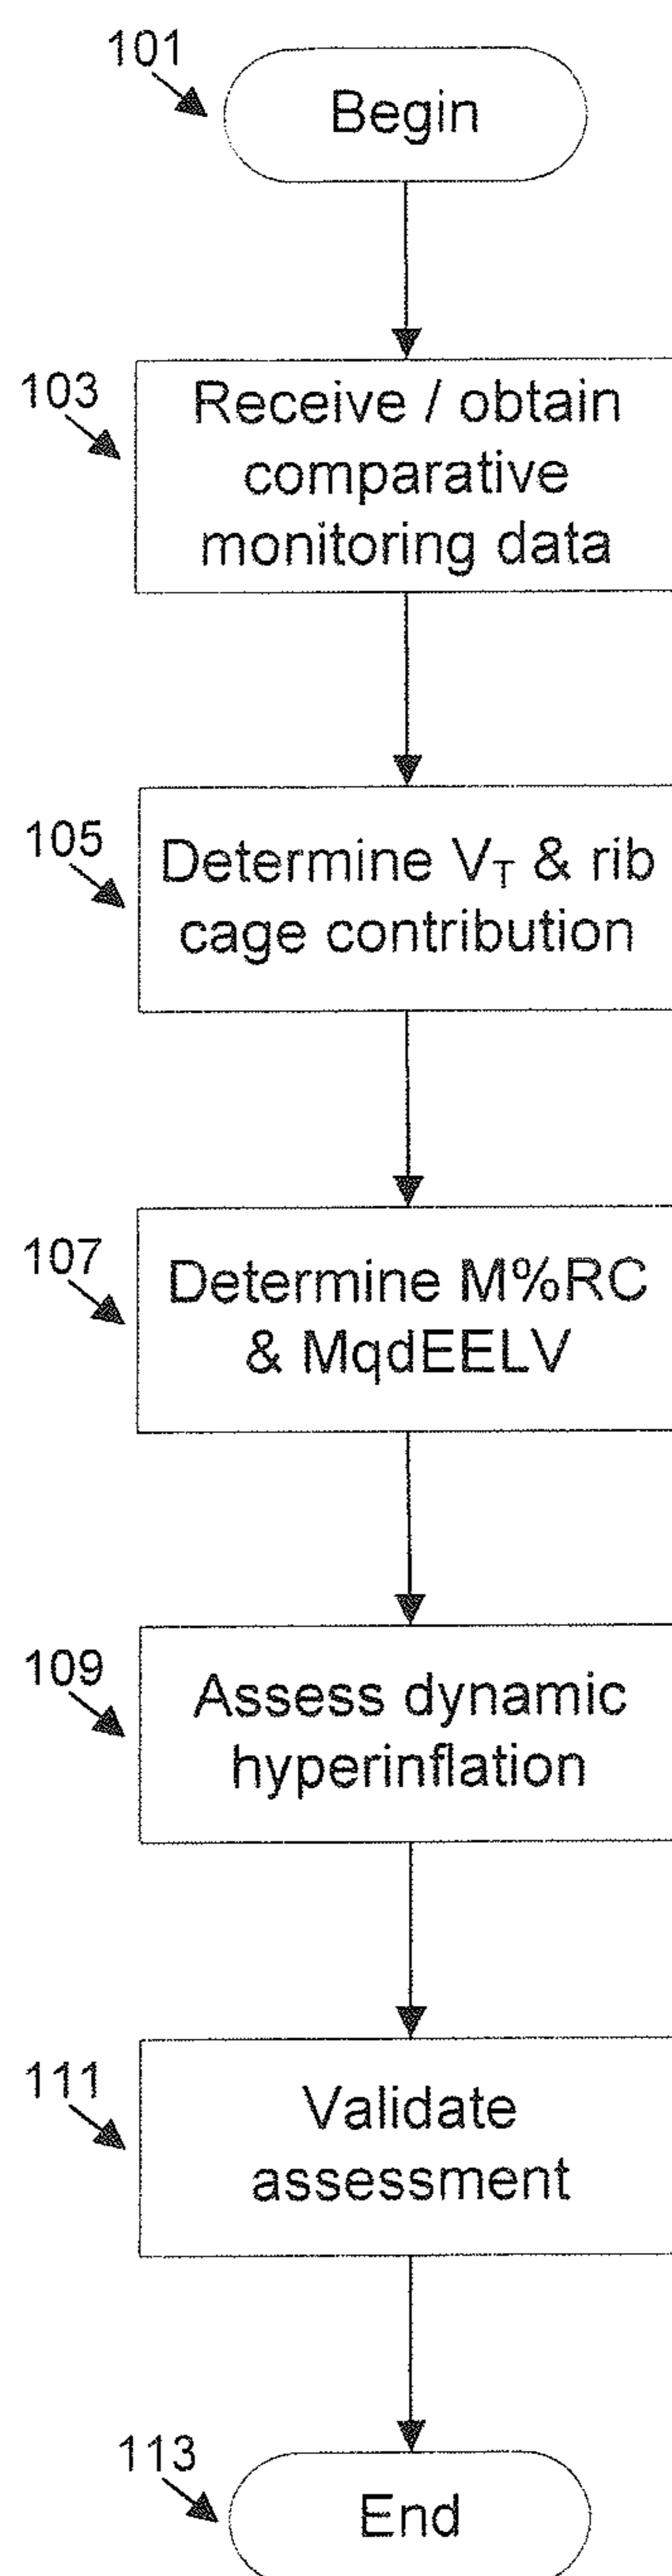 101
Begin
103
Receive / obtain
comparative
monitoring data
105
Determine V_T & rib
cage contribution
107
Determine M%RC
& MqdEELV
109
Assess dynamic
hyperinflation
111
Validate
assessment
113
End